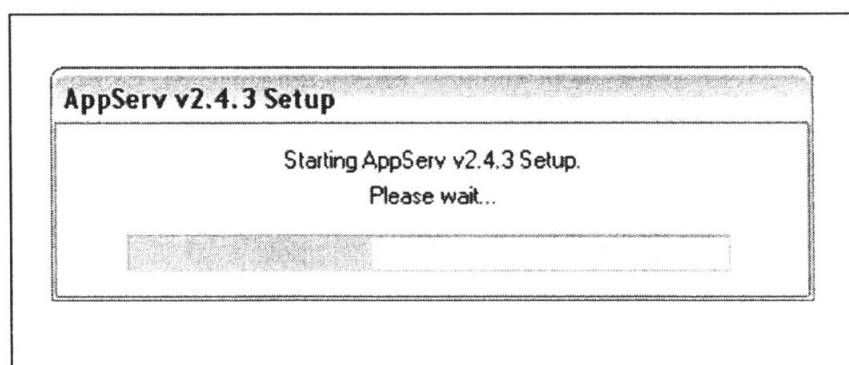 AppServ v2.4.3 Setup
Starting AppServ v2.4.3 Setup.
Please wait...